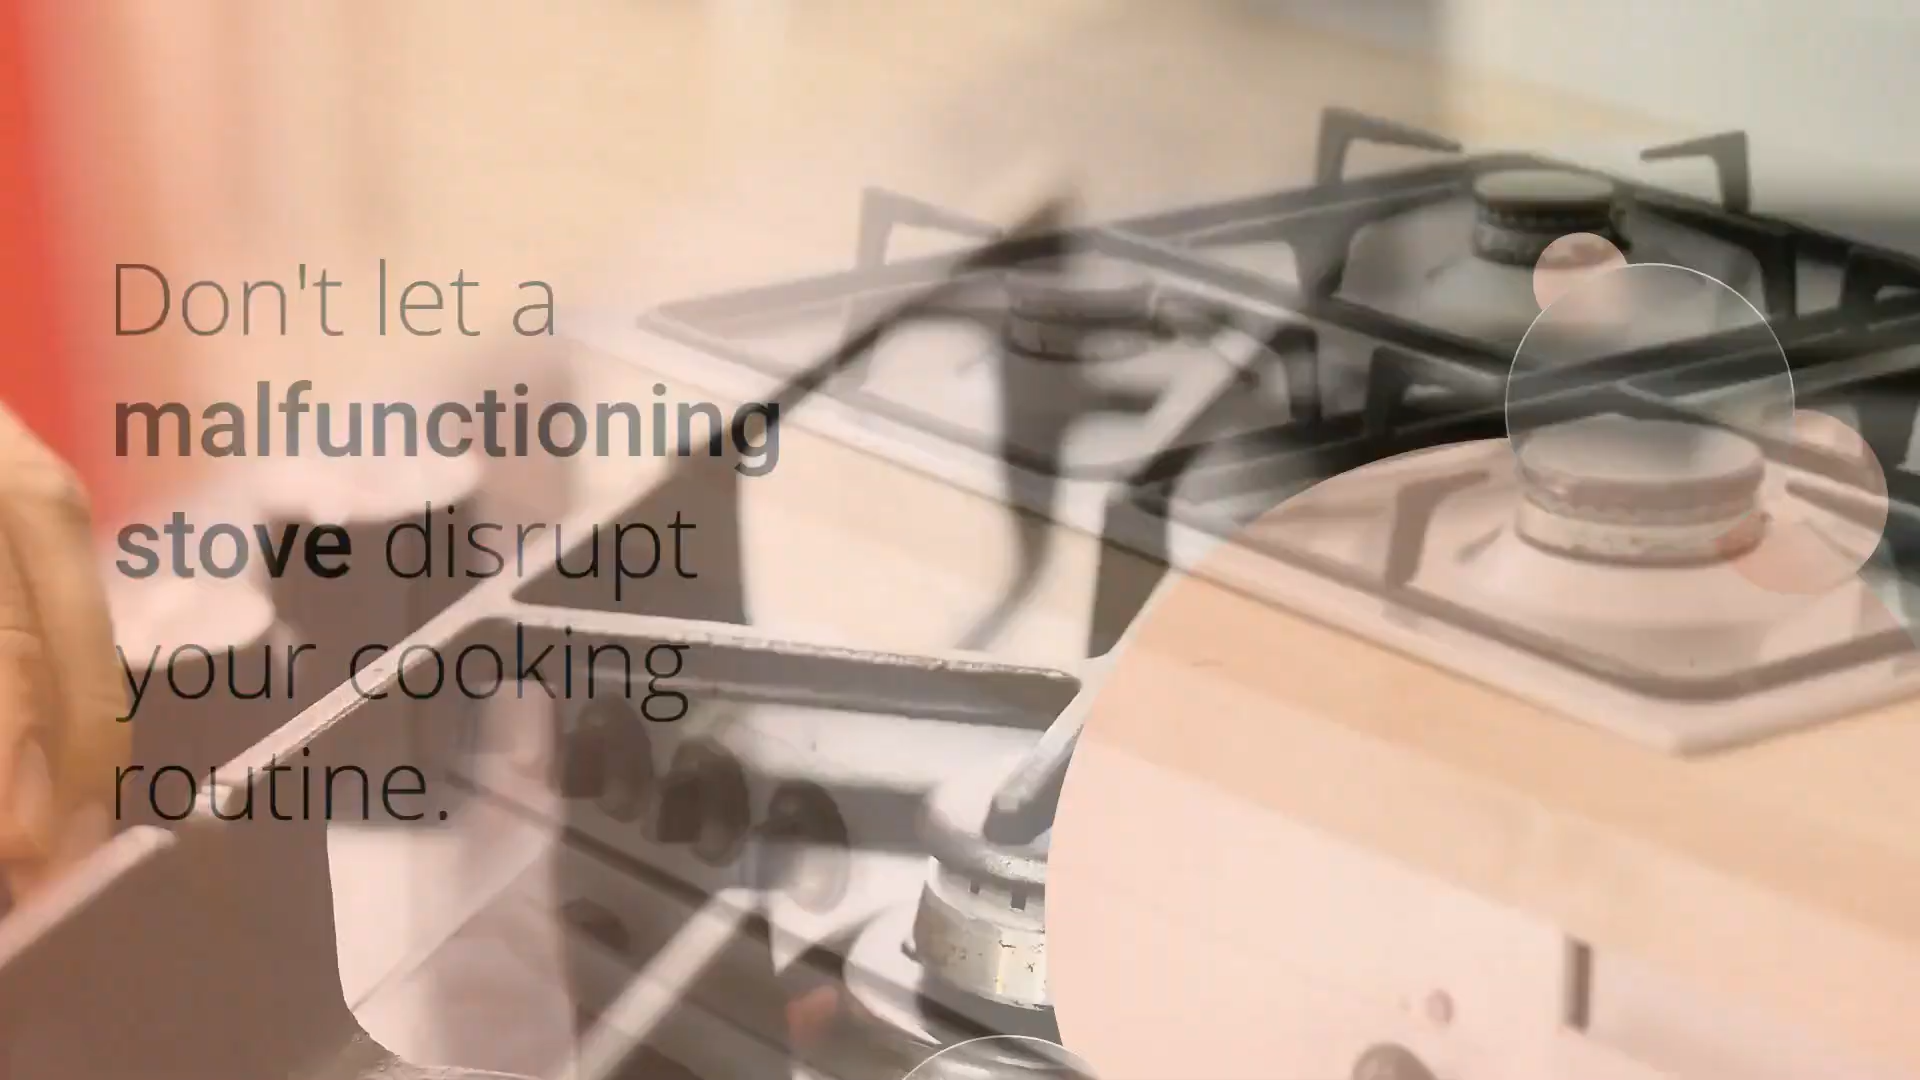 Don't let a
malfunctioning
stove disrupt
your cooking
routine.